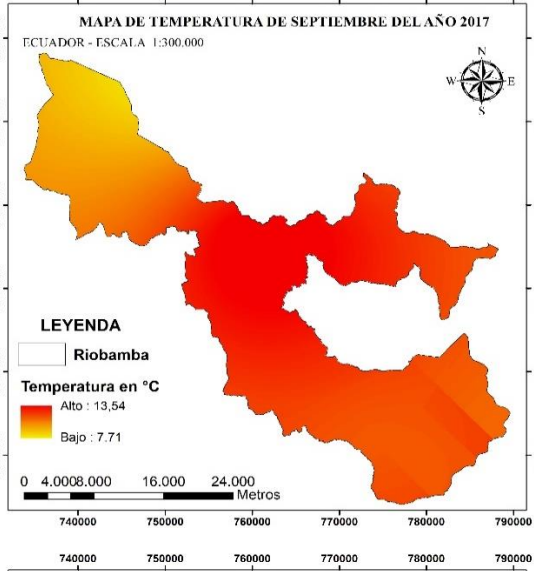 MAPA DE TEMPERATURA DE SEPTIEMBRE DEL AÑO 2017
ECUADOR - ESCALA 1:300.000
N
W E
S
LEYENDA
Riobamba
Temperatura en °C
Alto : 13,54
Bajo : 7.71
0 4.000 8.000 16.000 24.000
Metros
740000 750000 760000 770000 780000 790000
740000 750000 760000 770000 780000 790000